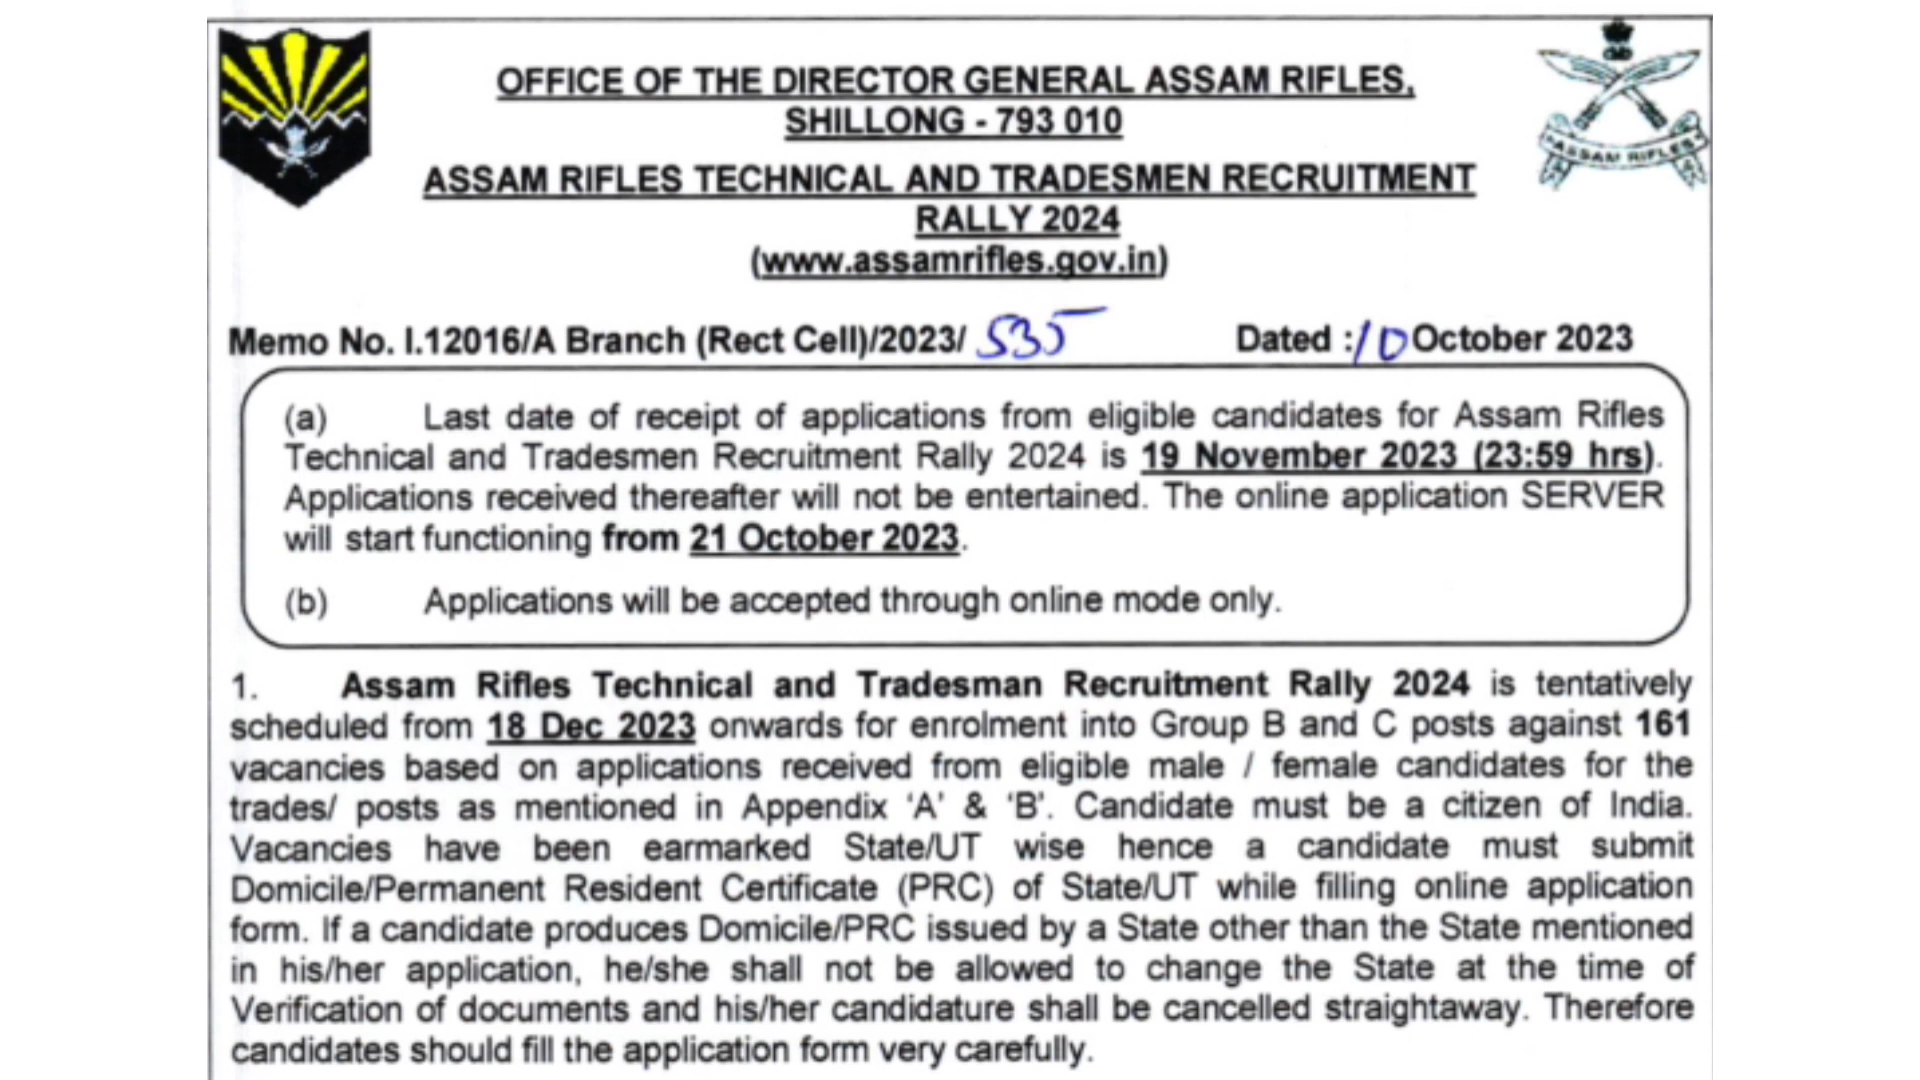 OFFICE OF THE DIRECTOR GENERAL ASSAM RIFLES,
SHILLONG - 793 010
ASSAM RIFLES TECHNICAL AND TRADESMEN RECRUITMENT
RALLY 2024
(www.assamrifles.gov.in)
ASSAM RIFLES
Memo No. I.12016/A Branch (Rect Cell)/2023/ 535 Dated :10 October 2023
(a) Last date of receipt of applications from eligible candidates for Assam Rifles
Technical and Tradesmen Recruitment Rally 2024 is 19 November 2023 (23:59 hrs).
Applications received thereafter will not be entertained. The online application SERVER
will start functioning from 21 October 2023.
(b) Applications will be accepted through online mode only.
1. Assam Rifles Technical and Tradesman Recruitment Rally 2024 is tentatively
scheduled from 18 Dec 2023 onwards for enrolment into Group B and C posts against 161
vacancies based on applications received from eligible male / female candidates for the
trades/ posts as mentioned in Appendix ‘A’ & ‘B’. Candidate must be a citizen of India.
Vacancies have been earmarked State/UT wise hence a candidate must submit
Domicile/Permanent Resident Certificate (PRC) of State/UT while filling online application
form. If a candidate produces Domicile/PRC issued by a State other than the State mentioned
in his/her application, he/she shall not be allowed to change the State at the time of
Verification of documents and his/her candidature shall be cancelled straightaway. Therefore
candidates should fill the application form very carefully.